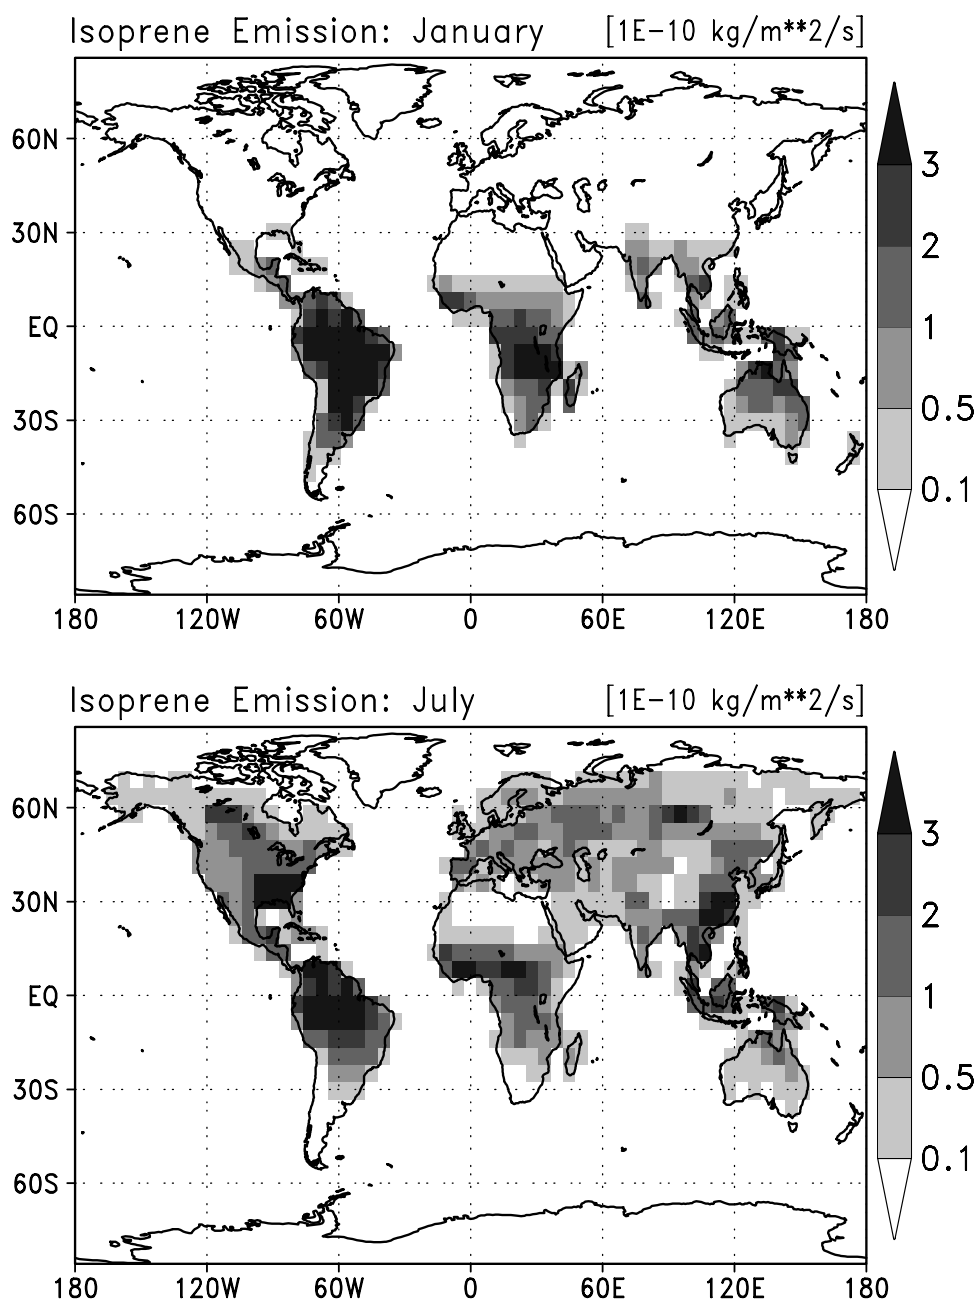 Isoprene Emission: January [1E-10 kg/m**2/s]
60N
30N
EQ
30S
60S
180 120W 60W 0 60E 120E 180
3
2
1
0.5
0.1
Isoprene Emission: July [1E-10 kg/m**2/s]
60N
30N
EQ
30S
60S
180 120W 60W 0 60E 120E 180
3
2
1
0.5
0.1